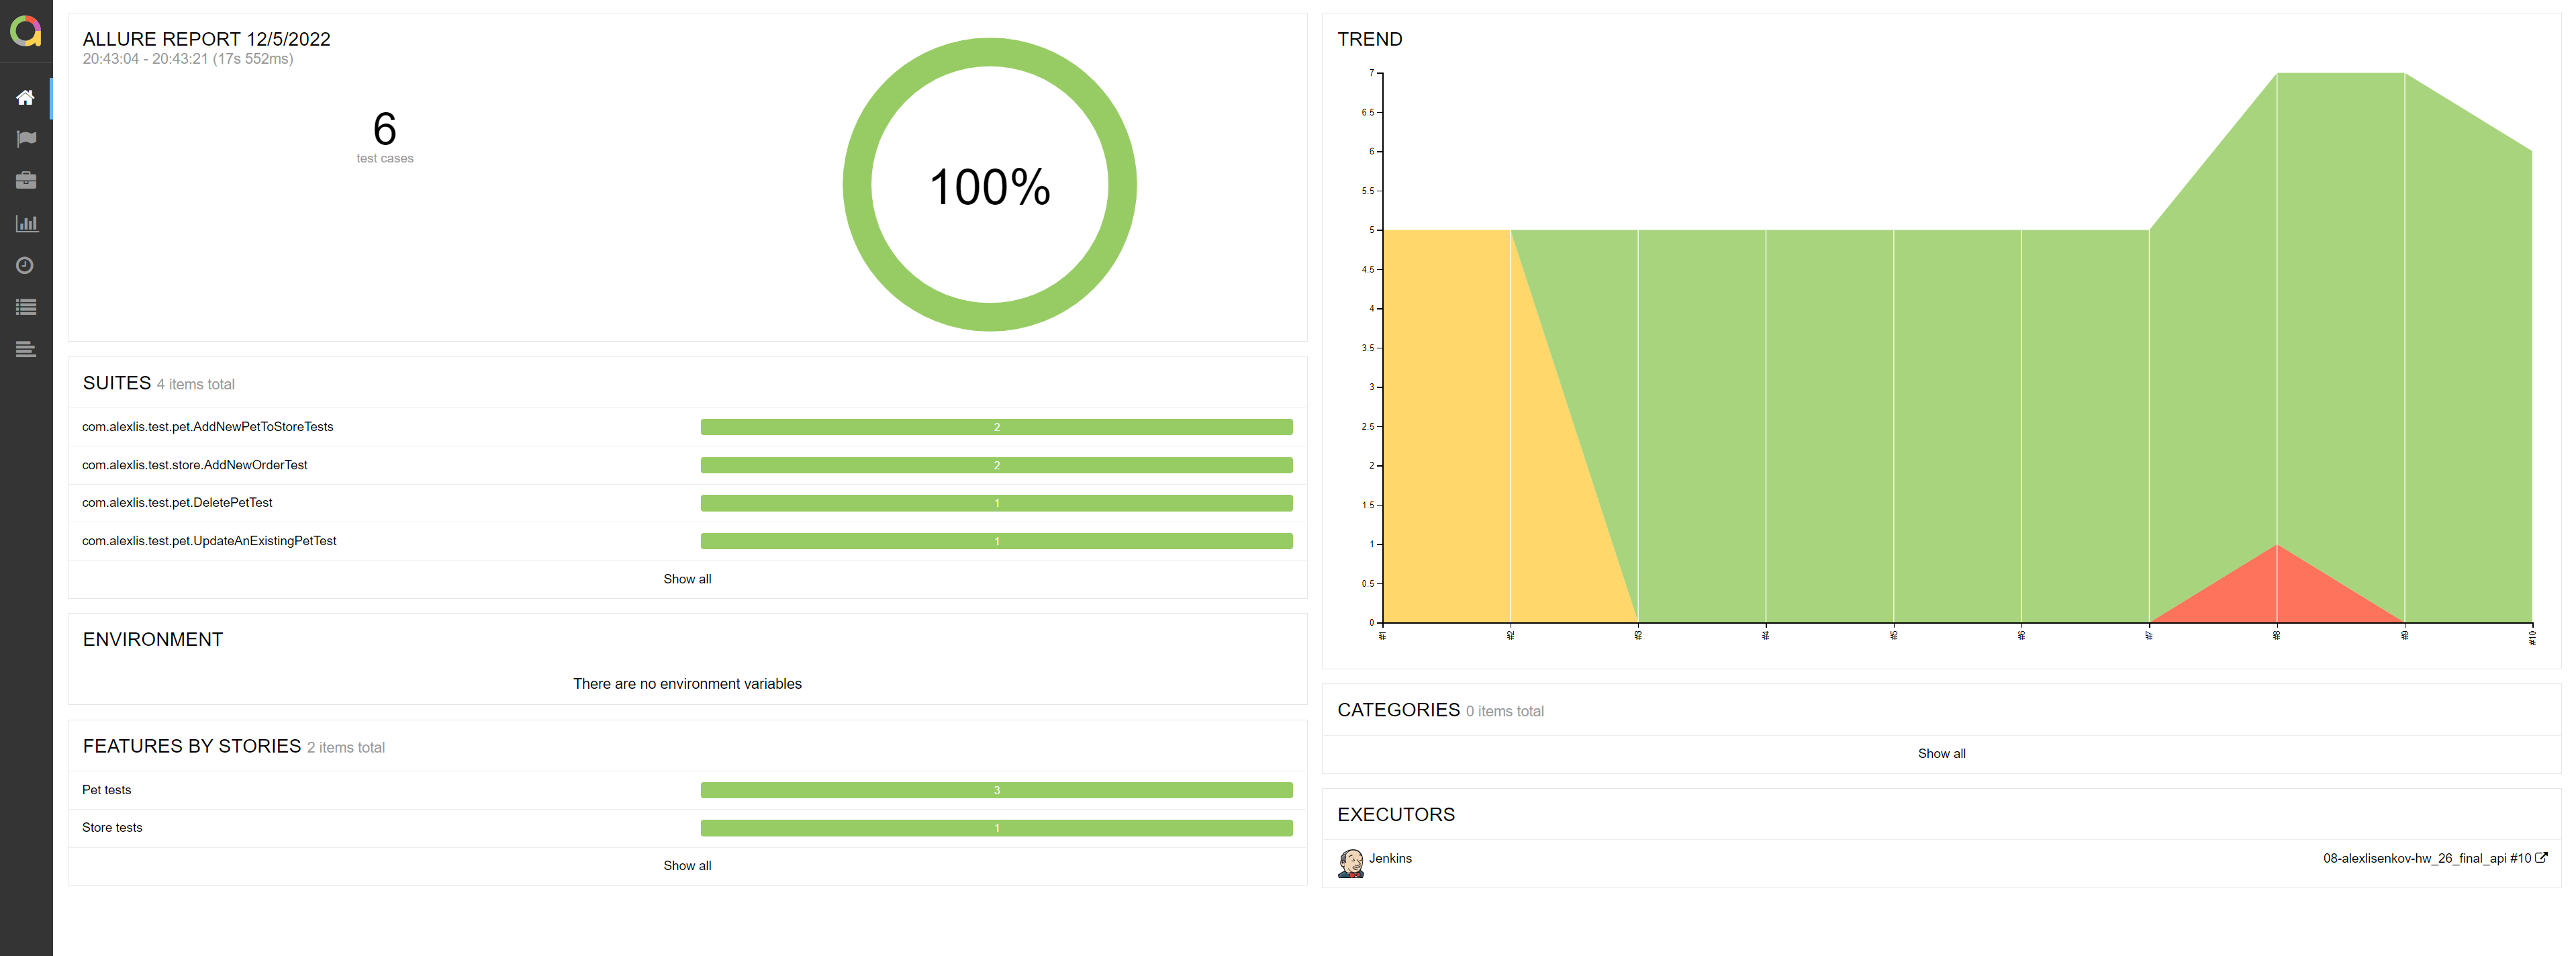 ALLURE REPORT 12/5/2022
20:43:04 - 20:43:21 (17s 552ms)
6
test cases
100%
SUITES 4 items total
com.alexlis.test.pet.AddNewPetToStoreTests 2
com.alexlis.test.store.AddNewOrderTest 2
com.alexlis.test.pet.DeletePetTest 1
com.alexlis.test.pet.UpdateAnExistingPetTest 1
Show all
ENVIRONMENT
There are no environment variables
FEATURES BY STORIES 2 items total
Pet tests 3
Store tests 1
Show all
TREND
7
6.5
6
5.5
5
4.5
4
3.5
3
2.5
2
1.5
1
0.5
0
#1 #2 #3 #4 #5 #6 #7 #8 #9 #10
CATEGORIES 0 items total
Show all
EXECUTORS
Jenkins 08-alexlisenkov-hw_26_final_api #10